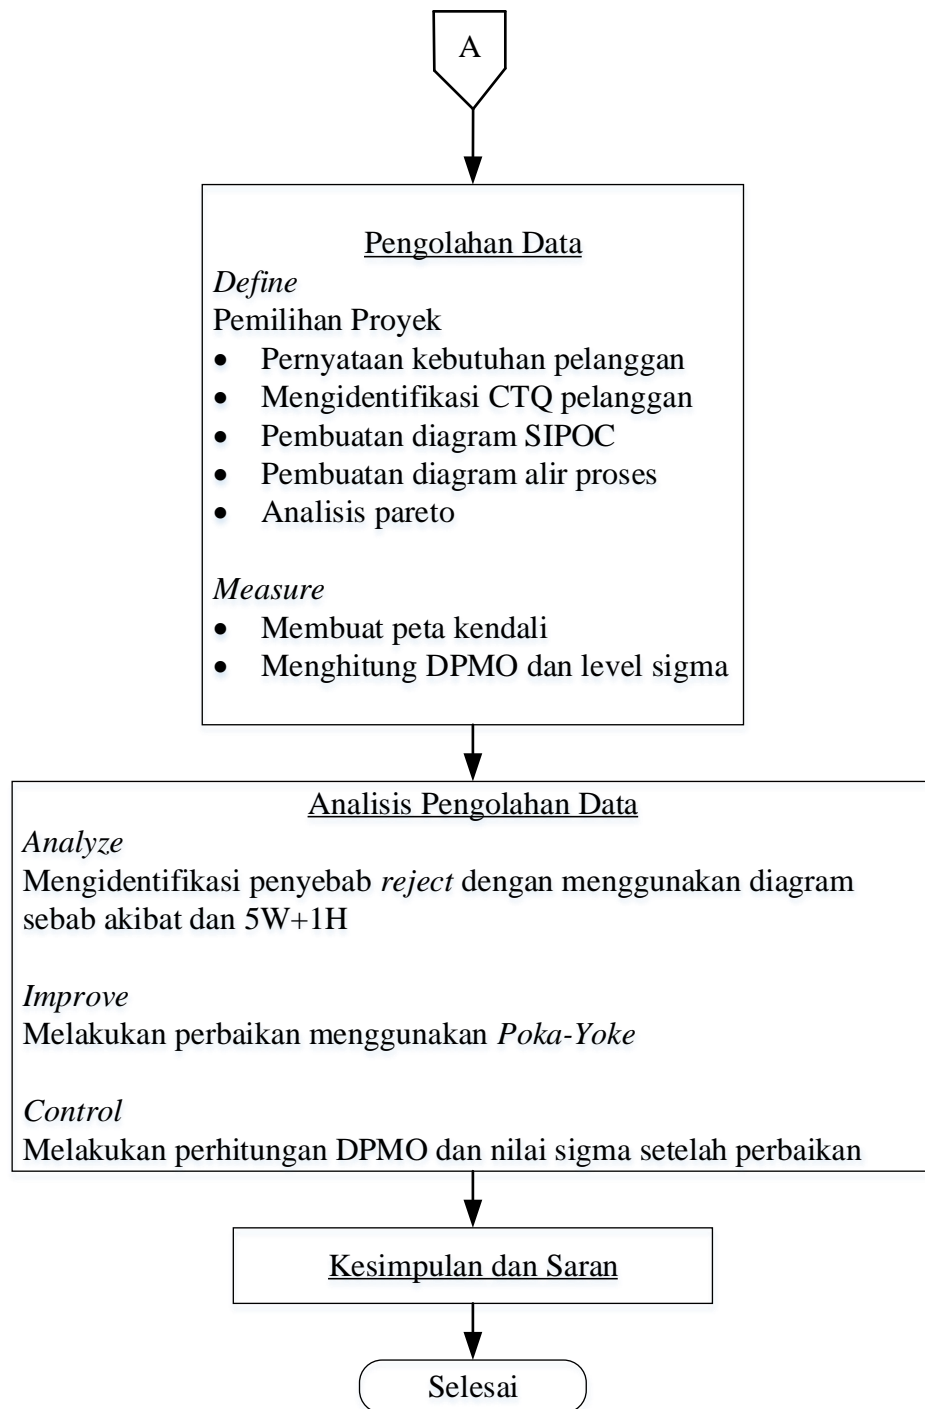 A
Pengolahan Data
Define
Pemilihan Proyek
• Pernyataan kebutuhan pelanggan
• Mengidentifikasi CTQ pelanggan
• Pembuatan diagram SIPOC
• Pembuatan diagram alir proses
• Analisis pareto
Measure
• Membuat peta kendali
• Menghitung DPMO dan level sigma
Analisis Pengolahan Data
Analyze
Mengidentifikasi penyebab reject dengan menggunakan diagram
sebab akibat dan 5W+1H
Improve
Melakukan perbaikan menggunakan Poka-Yoke
Control
Melakukan perhitungan DPMO dan nilai sigma setelah perbaikan
Kesimpulan dan Saran
Selesai